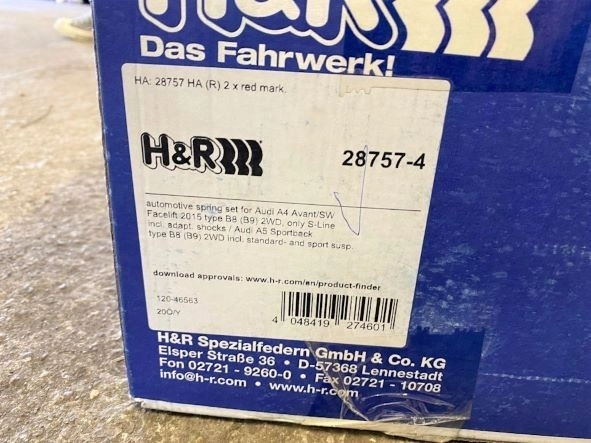 H&R
Das Fahrwerk!
HA: 28757 HA (R) 2 x red mark.
H&R
28757-4
automotive spring set for Audi A4 Avant/SW
Facelift 2015 type B8 (B9) 2WD, only S-Line
incl. adapt. shocks / Audi A5 Sportback
type B8 (B9) 2WD incl. standard- and sport susp.
download approvals: www.h-r.com/en/product-finder
120-46563
20O/Y
4 048419 274601
H&R Spezialfedern GmbH & Co. KG
Elsper Straße 36 • D-57368 Lennestadt
Fon 02721 - 9260-0 • Fax 02721 - 10708
info@h-r.com • www.h-r.com